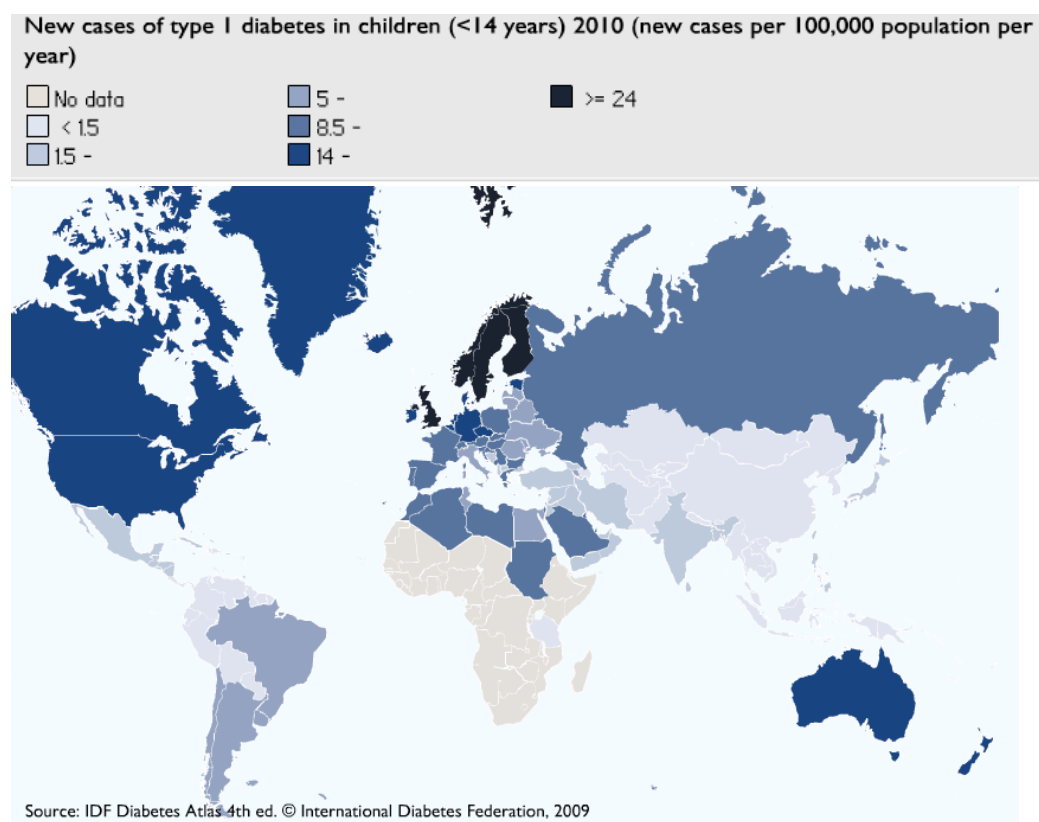 New cases of type 1 diabetes in children (<14 years) 2010 (new cases per 100,000 population per
year)
No data
< 1.5
1.5 -
5 -
8.5 -
14 -
>= 24
Source: IDF Diabetes Atlas 4th ed. © International Diabetes Federation, 2009